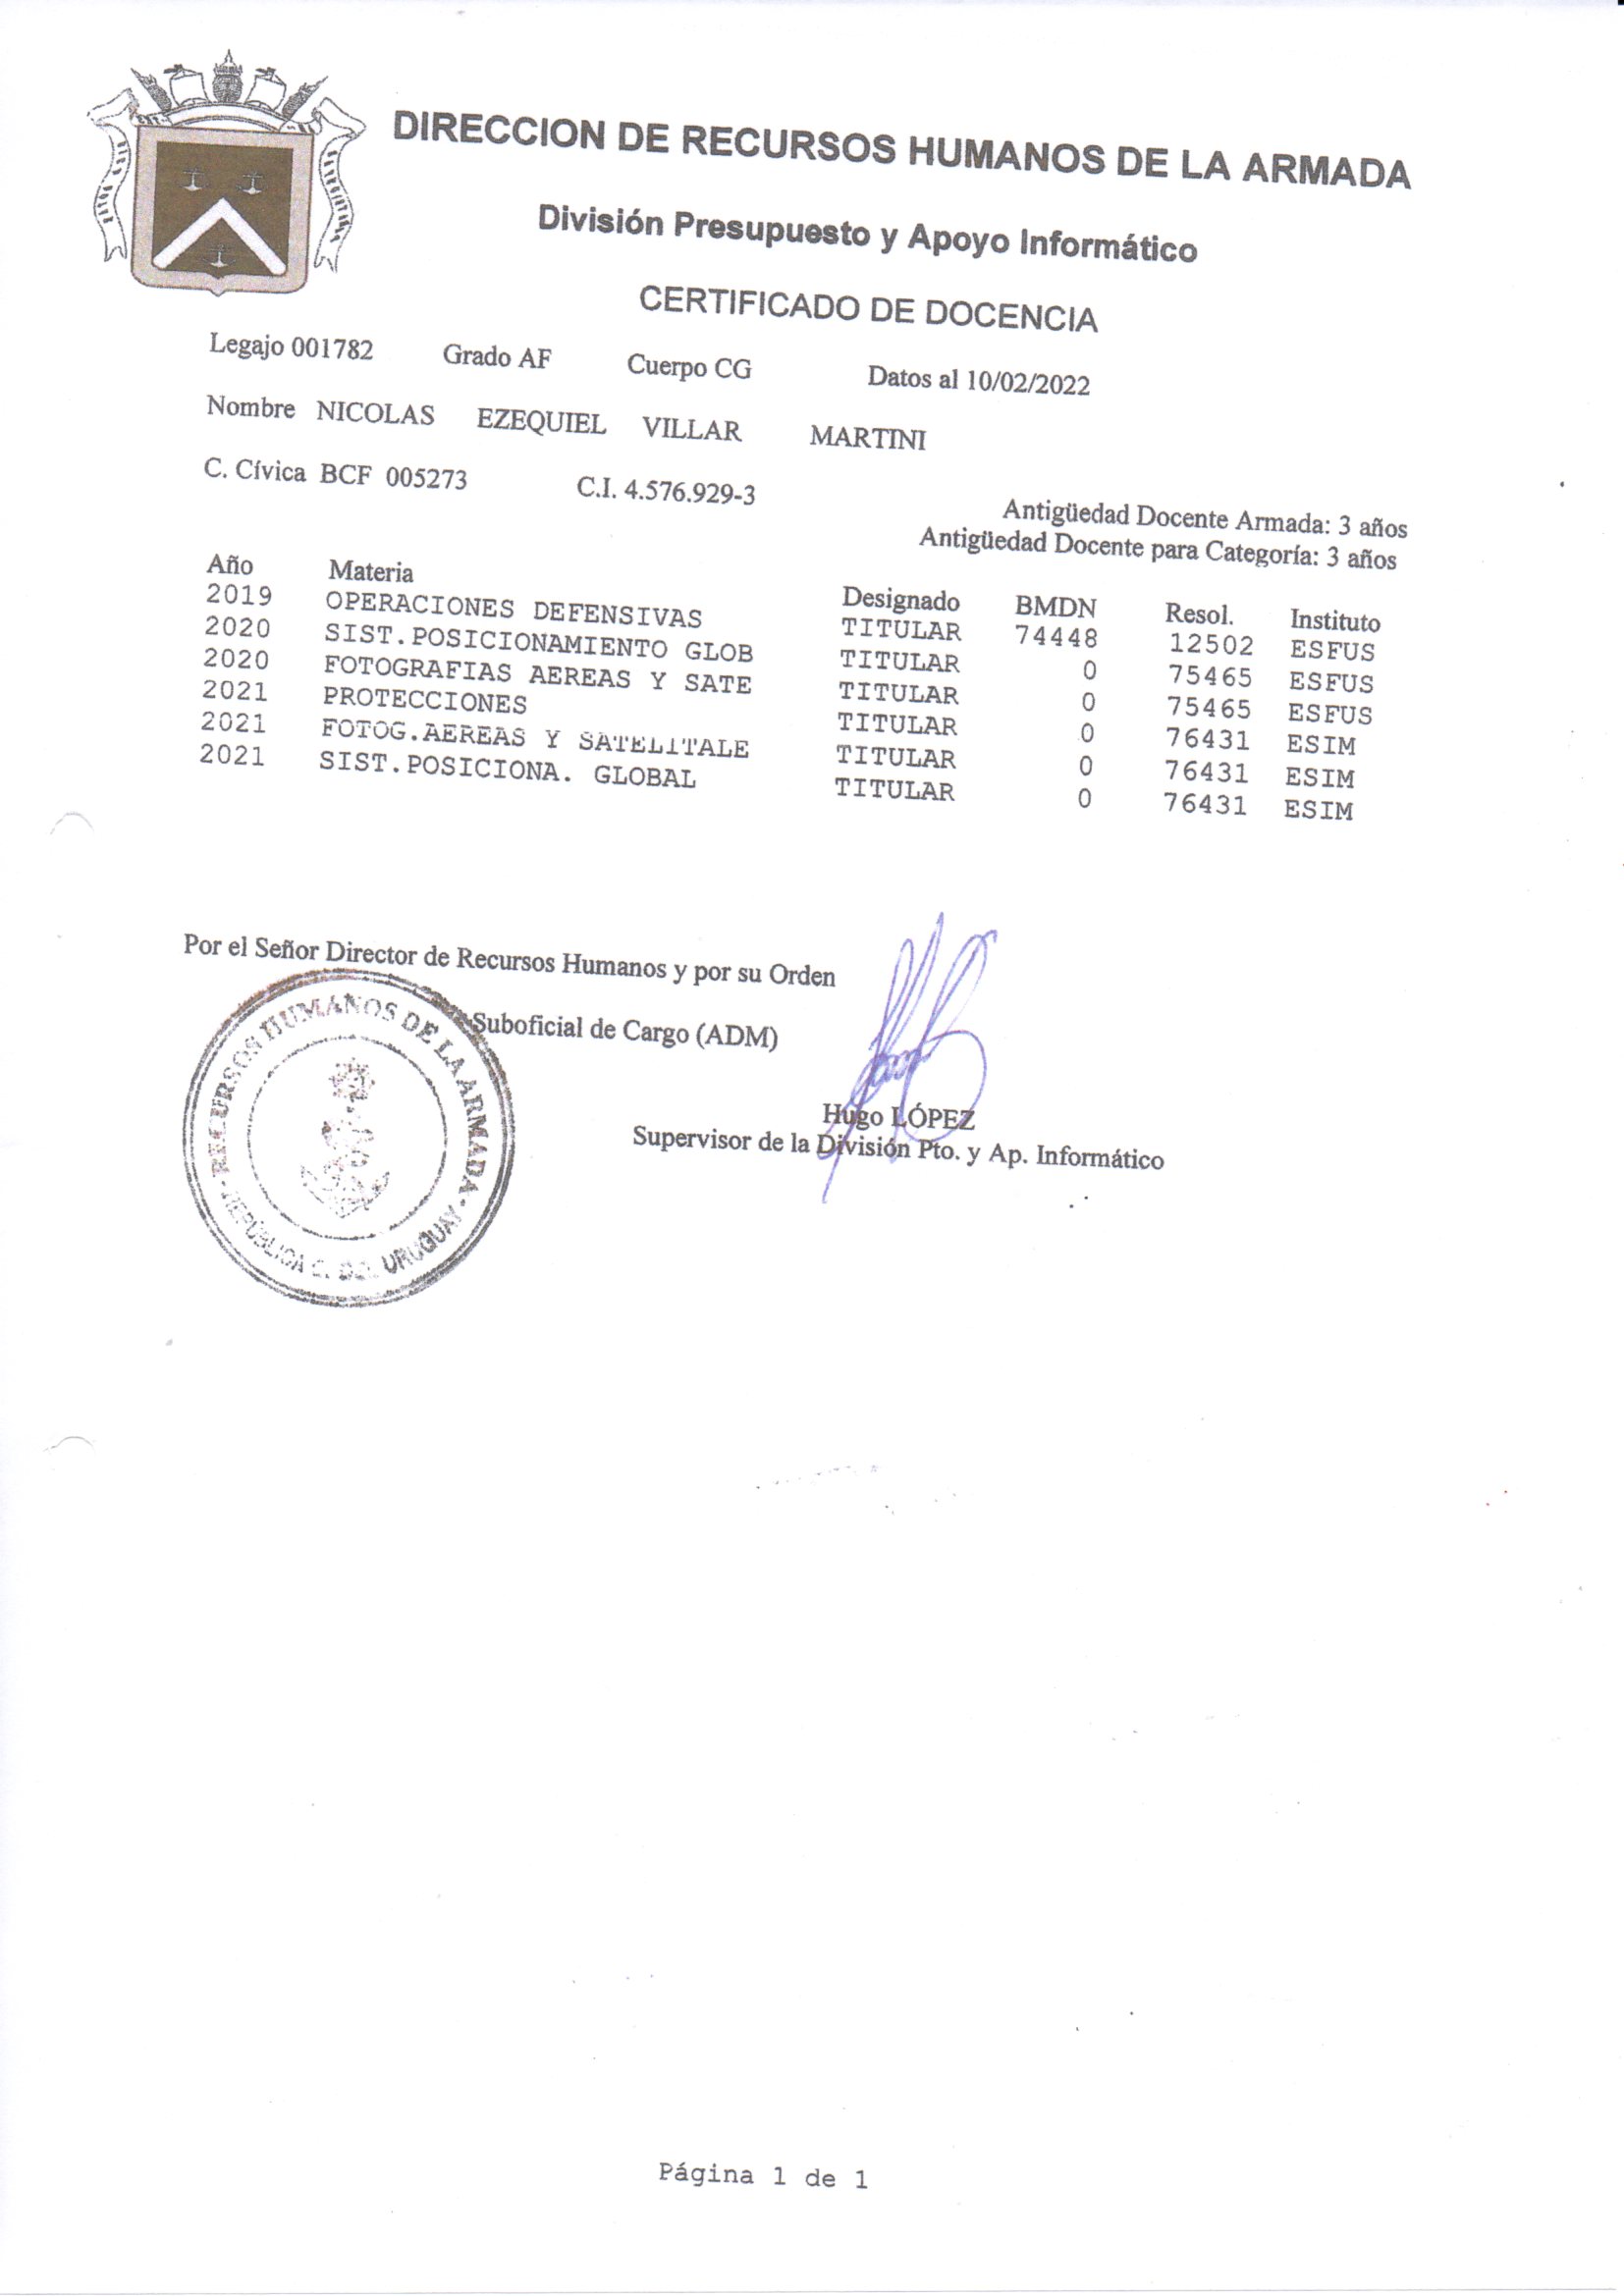 DIRECCION DE RECURSOS HUMANOS DE LA ARMADA
División Presupuesto y Apoyo Informático
CERTIFICADO DE DOCENCIA
Legajo 001782 Grado AF Cuerpo CG Datos al 10/02/2022
Nombre NICOLAS EZEQUIEL VILLAR MARTINI
C. Cívica BCF 005273 C.I. 4.576.929-3
Antigüedad Docente Armada: 3 años
Antigüedad Docente para Categoría: 3 años
Año Materia Designado BMDN Resol. Instituto
2019 OPERACIONES DEFENSIVAS TITULAR 74448 12502 ESFUS
2020 SIST.POSICIONAMIENTO GLOB TITULAR 0 75465 ESFUS
2020 FOTOGRAFIAS AEREAS Y SATE TITULAR 0 75465 ESFUS
2021 PROTECCIONES TITULAR 0 76431 ESIM
2021 FOTOG.AEREAS Y SATELITALE TITULAR 0 76431 ESIM
2021 SIST.POSICIONA. GLOBAL TITULAR 0 76431 ESIM
Por el Señor Director de Recursos Humanos y por su Orden
Suboficial de Cargo (ADM)
Hugo LÓPEZ
Supervisor de la División Pto. y Ap. Informático
RECURSOS HUMANOS DE LA ARMADA
REPÚBLICA DEL URUGUAY
Página 1 de 1